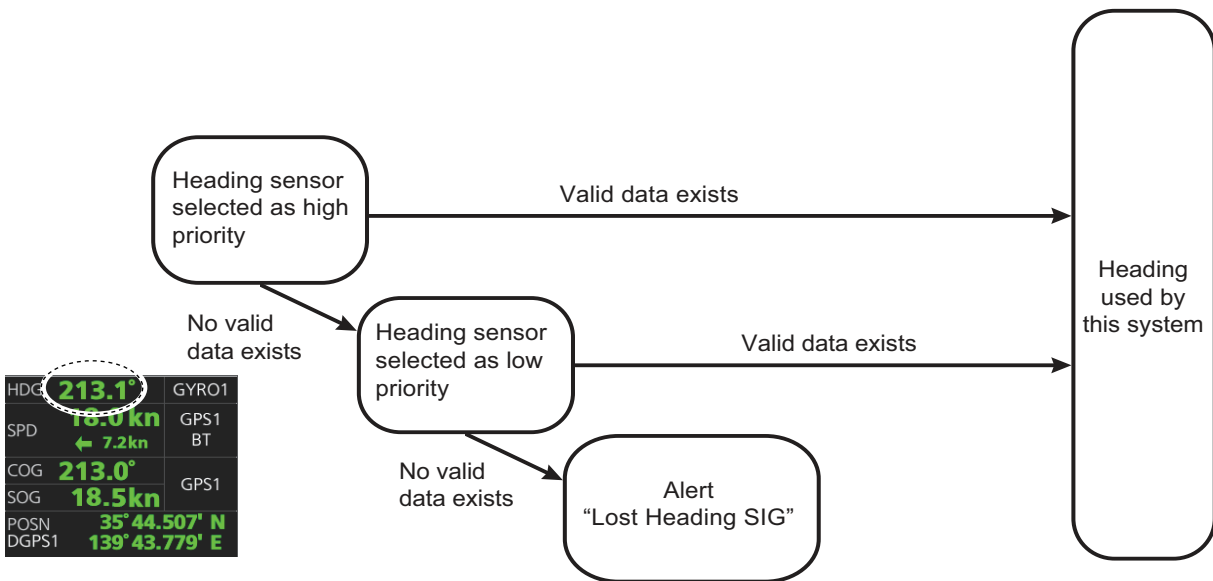 Heading sensor
selected as high
priority
Valid data exists
Heading
used by
this system
No valid
data exists
Heading sensor
selected as low
priority
Valid data exists
No valid
data exists
Alert
“Lost Heading SIG”
HDG 213.1° GYRO1
SPD 18.0 kn GPS1
7.2kn BT
COG 213.0° GPS1
SOG 18.5kn
POSN 35°44.507' N
DGPS1 139°43.779' E